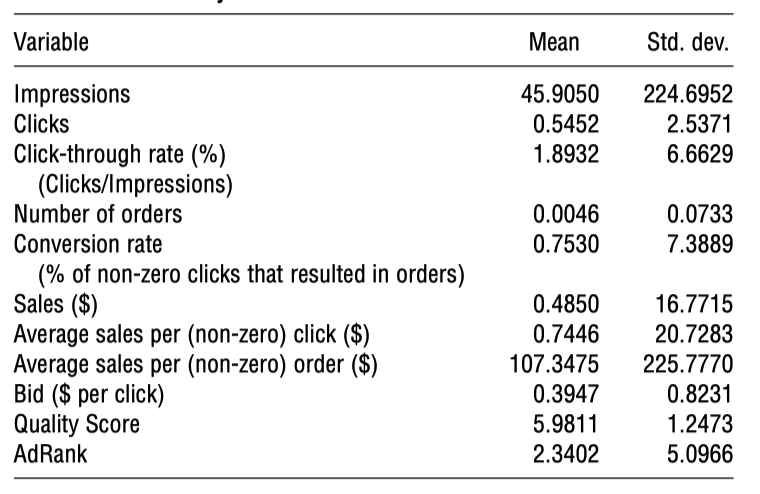 Variable Mean Std. dev.
Impressions 45.9050 224.6952
Clicks 0.5452 2.5371
Click-through rate (%) 1.8932 6.6629
(Clicks/Impressions)
Number of orders 0.0046 0.0733
Conversion rate 0.7530 7.3889
(% of non-zero clicks that resulted in orders)
Sales ($) 0.4850 16.7715
Average sales per (non-zero) click ($) 0.7446 20.7283
Average sales per (non-zero) order ($) 107.3475 225.7770
Bid ($ per click) 0.3947 0.8231
Quality Score 5.9811 1.2473
AdRank 2.3402 5.0966